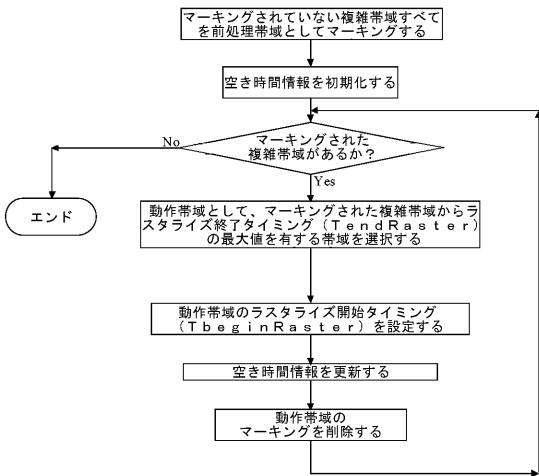 マーキングされていない複雑帯域すべて
を前処理帯域としてマーキングする
空き時間情報を初期化する
マーキングされた
複雑帯域があるか？
No
Yes
エンド
動作帯域として、マーキングされた複雑帯域からラ
スタライズ終了タイミング（ＴｅｎｄＲａｓｔｅｒ）
の最大値を有する帯域を選択する
動作帯域のラスタライズ開始タイミング
（ＴｂｅｇｉｎＲａｓｔｅｒ）を設定する
空き時間情報を更新する
動作帯域の
マーキングを削除する